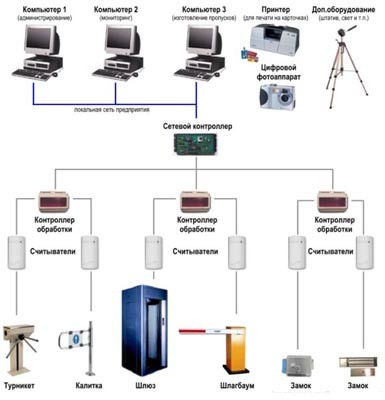 Компьютер 1
(администрирование)
Компьютер 2
(мониторинг)
Компьютер 3
(изготовление пропусков)
Принтер
(для печати на карточках)
Доп.оборудование
(штатив, свет и т.п.)
Цифровой
фотоаппарат
локальная сеть предприятия
Сетевой контроллер
Контроллер
обработки
Контроллер
обработки
Контроллер
обработки
Считыватели
Считыватели
Считыватели
Турникет
Калитка
Шлюз
Шлагбаум
Замок
Замок